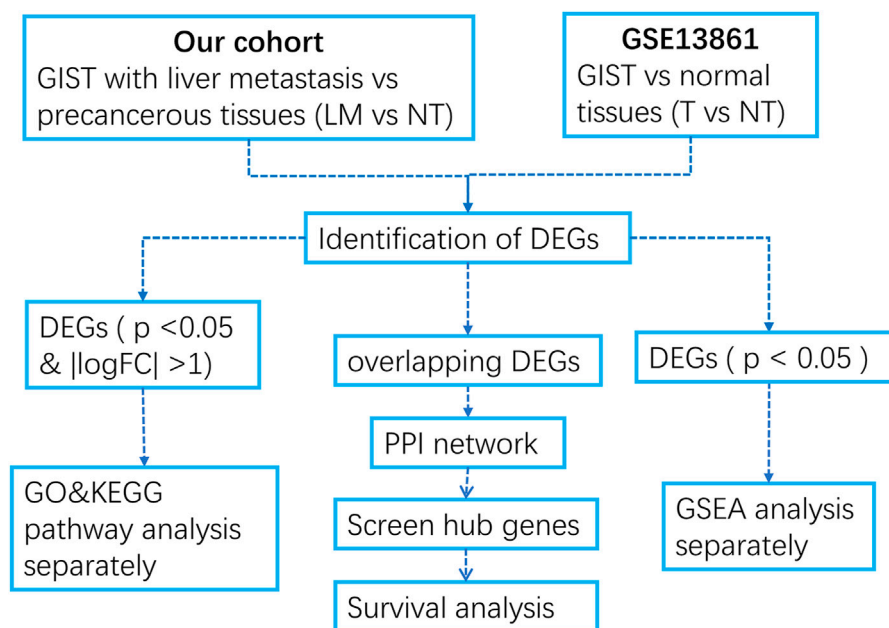 Our cohort
GIST with liver metastasis vs
precancerous tissues (LM vs NT)
GSE13861
GIST vs normal
tissues (T vs NT)
Identification of DEGs
DEGs ( p <0.05
& |logFC| >1)
overlapping DEGs
DEGs ( p < 0.05 )
PPI network
GO&KEGG
pathway analysis
separately
Screen hub genes
GSEA analysis
separately
Survival analysis